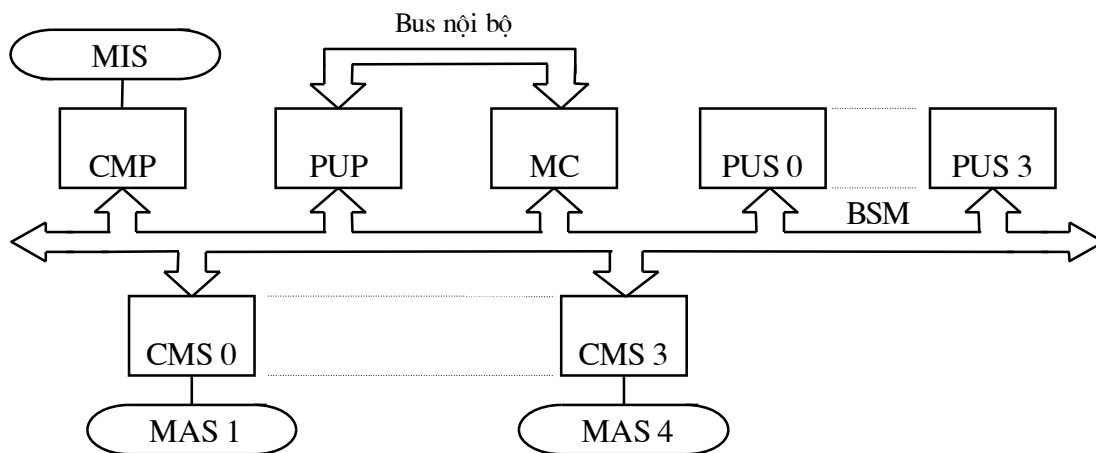 Bus nội bộ
MIS
CMP
PUP
MC
PUS 0
PUS 3
BSM
CMS 0
CMS 3
MAS 1
MAS 4